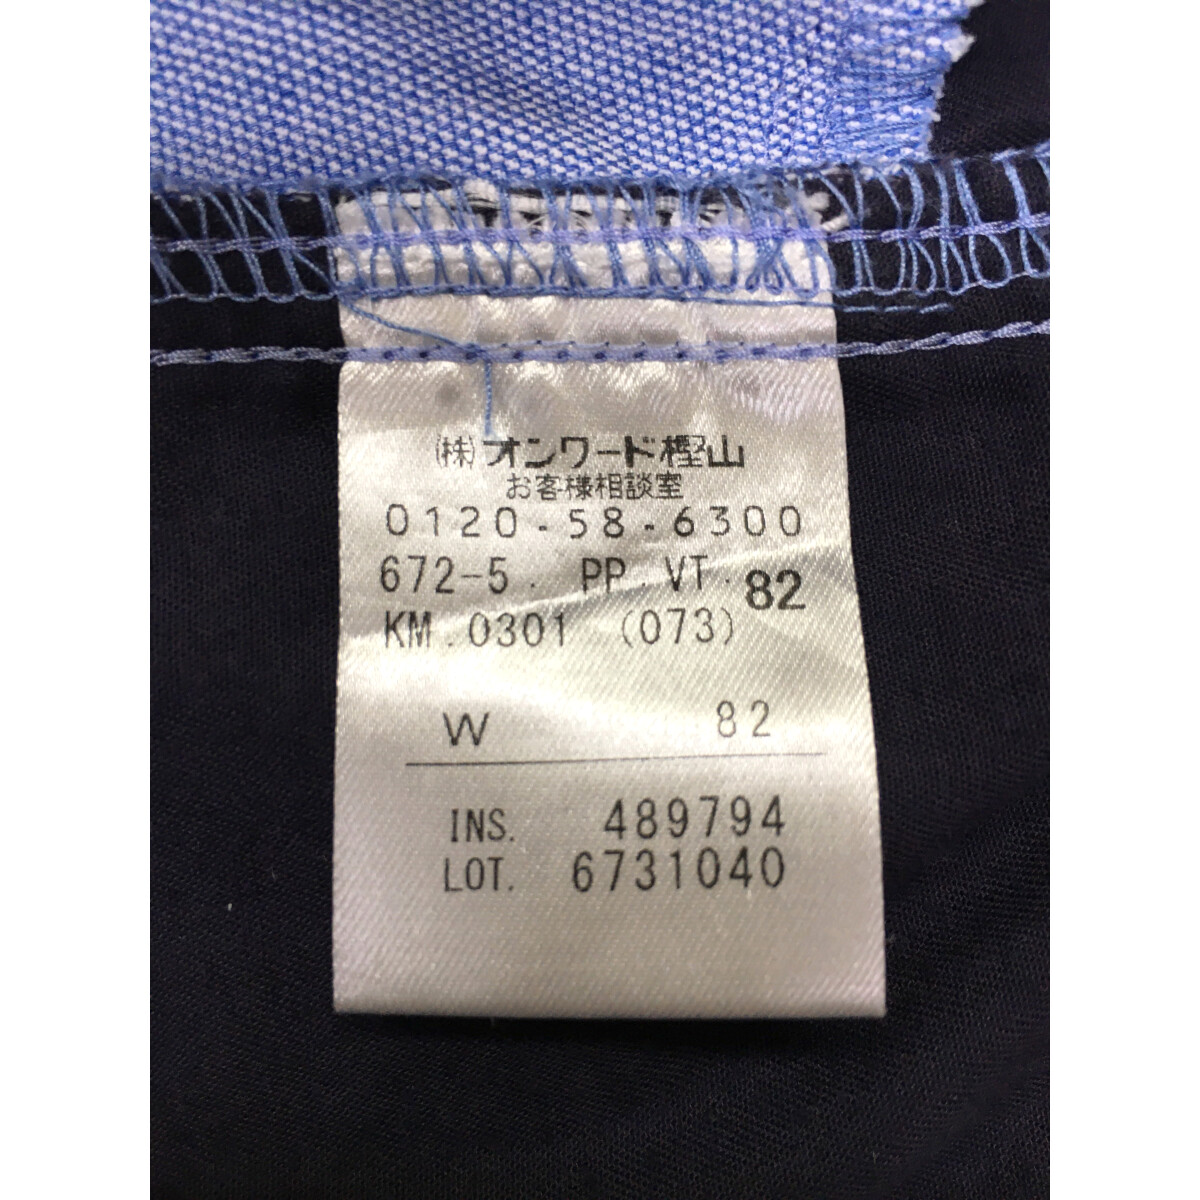 (株)オンワード樫山
お客様相談室
0120-58-6300
672-5. PP.VT. 82
KM.0301 (073)
W 82
INS. 489794
LOT. 6731040